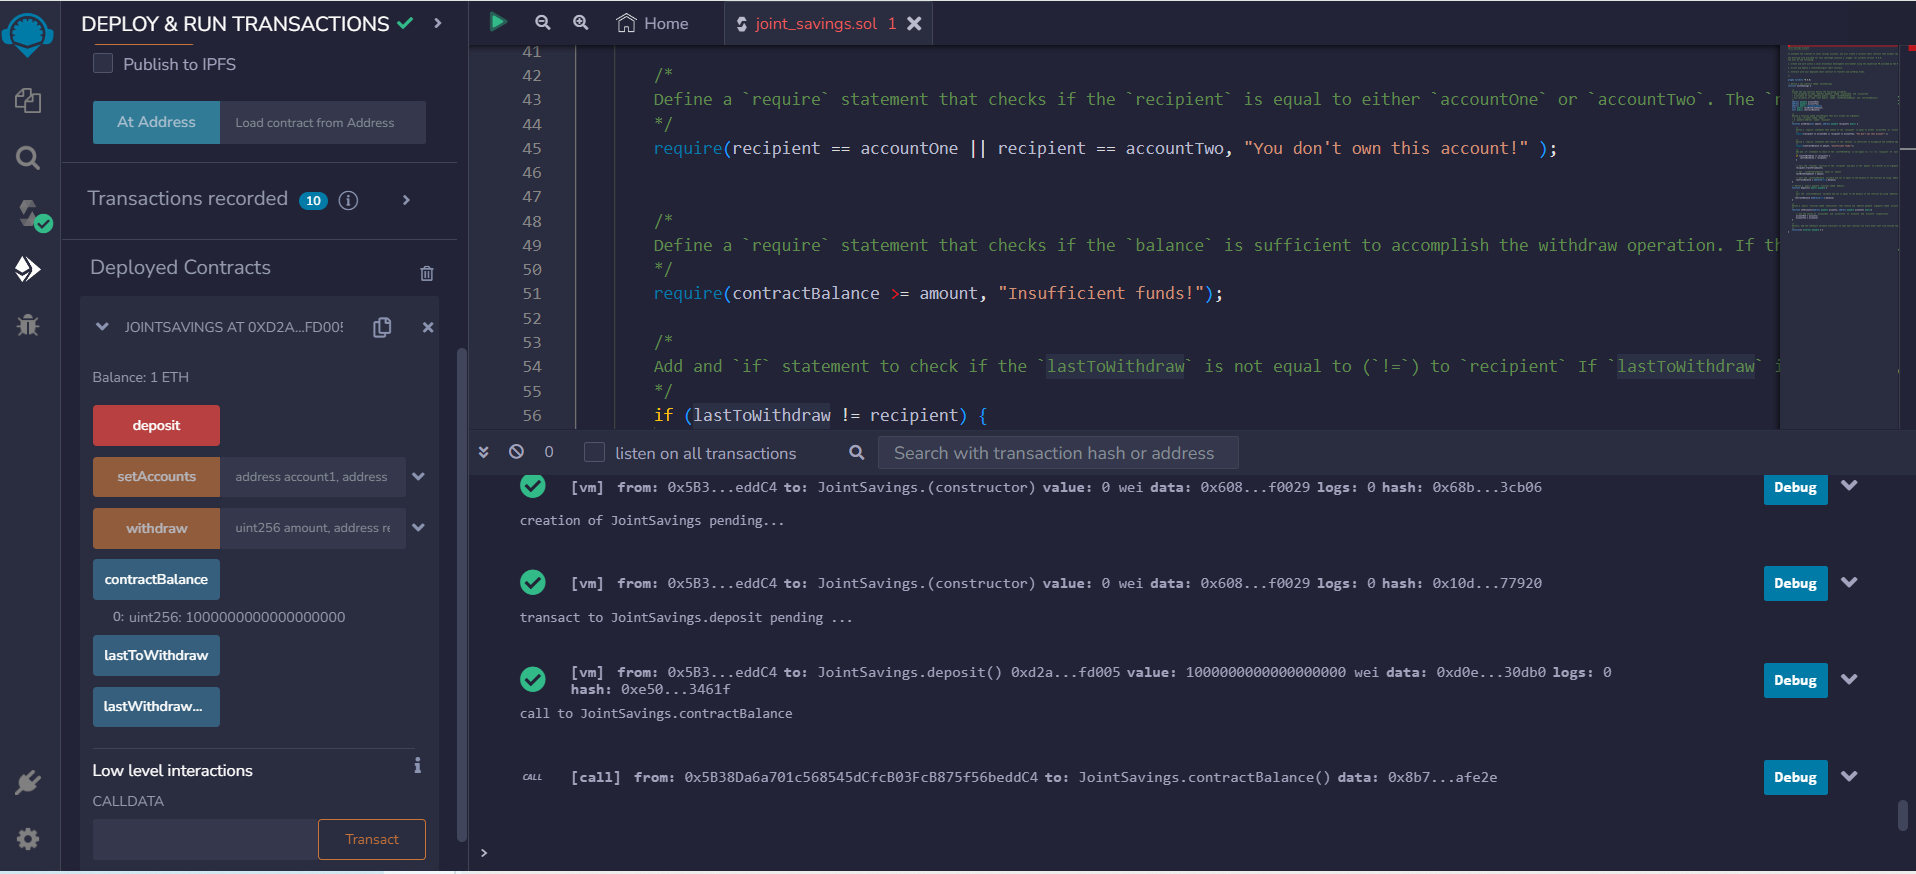 DEPLOY & RUN TRANSACTIONS
Publish to IPFS
At Address
Load contract from Address
Transactions recorded 10
Deployed Contracts
JOINTSAVINGS AT 0XD2A...FD005
Balance: 1 ETH
deposit
setAccounts
address account1, address
withdraw
uint256 amount, address re
contractBalance
0: uint256: 1000000000000000000
lastToWithdraw
lastWithdraw...
Low level interactions
CALLDATA
Transact
Home
joint_savings.sol 1
41
42 /*
43 Define a `require` statement that checks if the `recipient` is equal to either `accountOne` or `accountTwo`. The `
44 */
45 require(recipient == accountOne || recipient == accountTwo, "You don't own this account!" );
46
47
48 /*
49 Define a `require` statement that checks if the `balance` is sufficient to accomplish the withdraw operation. If th
50 */
51 require(contractBalance >= amount, "Insufficient funds!");
52
53 /*
54 Add and `if` statement to check if the `lastToWithdraw` is not equal to (`!=`) to `recipient` If `lastToWithdraw` i
55 */
56 if (lastToWithdraw != recipient) {
0
listen on all transactions
Search with transaction hash or address
[vm] from: 0x5B3...eddC4 to: JointSavings.(constructor) value: 0 wei data: 0x608...f0029 logs: 0 hash: 0x68b...3cb06
Debug
creation of JointSavings pending...
[vm] from: 0x5B3...eddC4 to: JointSavings.(constructor) value: 0 wei data: 0x608...f0029 logs: 0 hash: 0x10d...77920
Debug
transact to JointSavings.deposit pending ...
[vm] from: 0x5B3...eddC4 to: JointSavings.deposit() 0xd2a...fd005 value: 1000000000000000000 wei data: 0xd0e...30db0 logs: 0
hash: 0xe50...3461f
Debug
call to JointSavings.contractBalance
CALL [call] from: 0x5B38Da6a701c568545dCfcB03FcB875f56beddC4 to: JointSavings.contractBalance() data: 0x8b7...afe2e
Debug
>